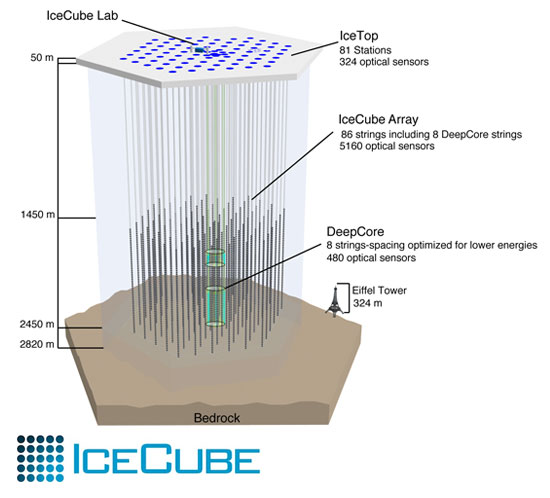 IceCube Lab
IceTop
81 Stations
324 optical sensors
50 m
IceCube Array
86 strings including 8 DeepCore strings
5160 optical sensors
1450 m
DeepCore
8 strings-spacing optimized for lower energies
480 optical sensors
Eiffel Tower
324 m
2450 m
2820 m
Bedrock
ICECUBE